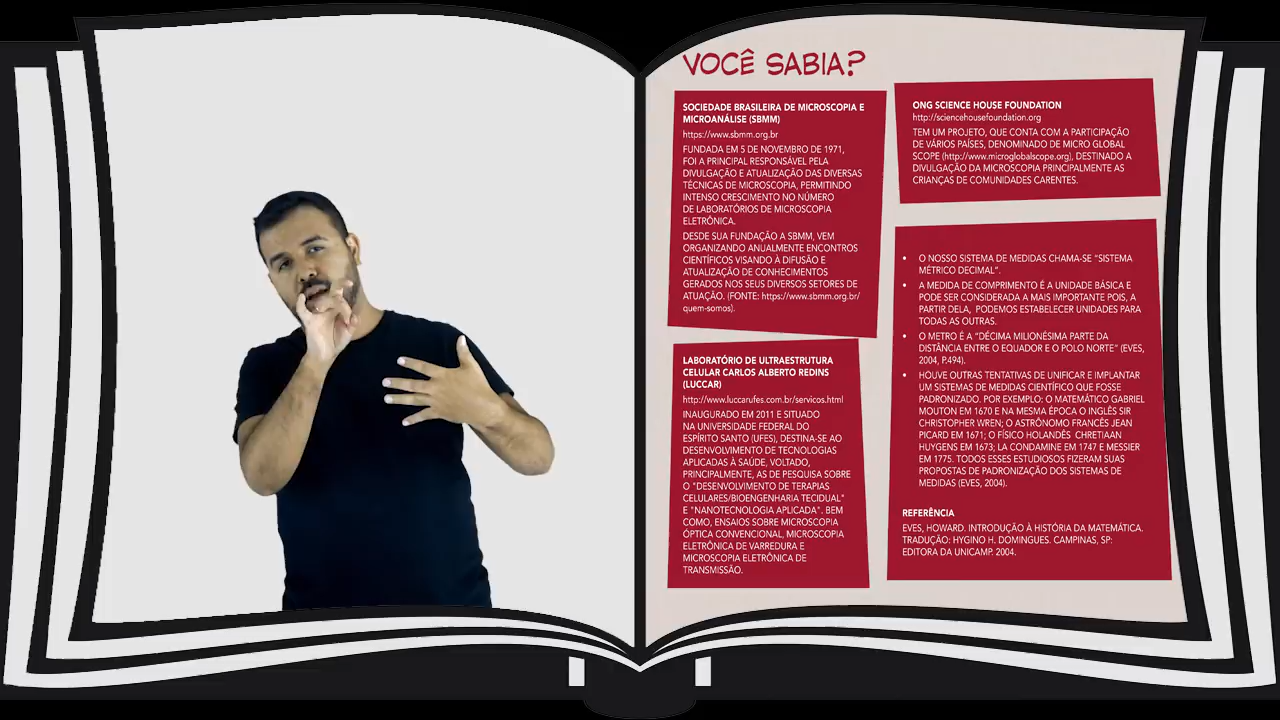 VOCÊ SABIA?
SOCIEDADE BRASILEIRA DE MICROSCOPIA E
MICROANÁLISE (SBMM)
https://www.sbmm.org.br
FUNDADA EM 5 DE NOVEMBRO DE 1971,
FOI A PRINCIPAL RESPONSÁVEL PELA
DIVULGAÇÃO E ATUALIZAÇÃO DAS DIVERSAS
TÉCNICAS DE MICROSCOPIA, PERMITINDO
INTENSO CRESCIMENTO NO NÚMERO
DE LABORATÓRIOS DE MICROSCOPIA
ELETRÔNICA.
DESDE SUA FUNDAÇÃO A SBMM, VEM
ORGANIZANDO ANUALMENTE ENCONTROS
CIENTÍFICOS VISANDO À DIFUSÃO E
ATUALIZAÇÃO DE CONHECIMENTOS
GERADOS NOS SEUS DIVERSOS SETORES DE
ATUAÇÃO. (FONTE: https://www.sbmm.org.br/
quem-somos).
LABORATÓRIO DE ULTRAESTRUTURA
CELULAR CARLOS ALBERTO REDINS
(LUCCAR)
http://www.luccarufes.com.br/servicos.html
INAUGURADO EM 2011 E SITUADO
NA UNIVERSIDADE FEDERAL DO
ESPÍRITO SANTO (UFES), DESTINA-SE AO
DESENVOLVIMENTO DE TECNOLOGIAS
APLICADAS À SAÚDE, VOLTADO,
PRINCIPALMENTE, AS DE PESQUISA SOBRE
O "DESENVOLVIMENTO DE TERAPIAS
CELULARES/BIOENGENHARIA TECIDUAL"
E "NANOTECNOLOGIA APLICADA". BEM
COMO, ENSAIOS SOBRE MICROSCOPIA
ÓPTICA CONVENCIONAL, MICROSCOPIA
ELETRÔNICA DE VARREDURA E
MICROSCOPIA ELETRÔNICA DE
TRANSMISSÃO.
ONG SCIENCE HOUSE FOUNDATION
http://sciencehousefoundation.org
TEM UM PROJETO, QUE CONTA COM A PARTICIPAÇÃO
DE VÁRIOS PAÍSES, DENOMINADO DE MICRO GLOBAL
SCOPE (http://www.microglobalscope.org), DESTINADO A
DIVULGAÇÃO DA MICROSCOPIA PRINCIPALMENTE AS
CRIANÇAS DE COMUNIDADES CARENTES.
• O NOSSO SISTEMA DE MEDIDAS CHAMA-SE "SISTEMA
MÉTRICO DECIMAL".
• A MEDIDA DE COMPRIMENTO É A UNIDADE BÁSICA E
PODE SER CONSIDERADA A MAIS IMPORTANTE POIS, A
PARTIR DELA, PODEMOS ESTABELECER UNIDADES PARA
TODAS AS OUTRAS.
• O METRO É A "DÉCIMA MILIONÉSIMA PARTE DA
DISTÂNCIA ENTRE O EQUADOR E O POLO NORTE" (EVES,
2004, P.494).
• HOUVE OUTRAS TENTATIVAS DE UNIFICAR E IMPLANTAR
UM SISTEMAS DE MEDIDAS CIENTÍFICO QUE FOSSE
PADRONIZADO. POR EXEMPLO: O MATEMÁTICO GABRIEL
MOUTON EM 1670 E NA MESMA ÉPOCA O INGLÊS SIR
CHRISTOPHER WREN; O ASTRÔNOMO FRANCÊS JEAN
PICARD EM 1671; O FÍSICO HOLANDÊS CHRETIAAN
HUYGENS EM 1673; LA CONDAMINE EM 1747 E MESSIER
EM 1775. TODOS ESSES ESTUDIOSOS FIZERAM SUAS
PROPOSTAS DE PADRONIZAÇÃO DOS SISTEMAS DE
MEDIDAS (EVES, 2004).
REFERÊNCIA
EVES, HOWARD. INTRODUÇÃO À HISTÓRIA DA MATEMÁTICA.
TRADUÇÃO: HYGINO H. DOMINGUES. CAMPINAS, SP:
EDITORA DA UNICAMP. 2004.